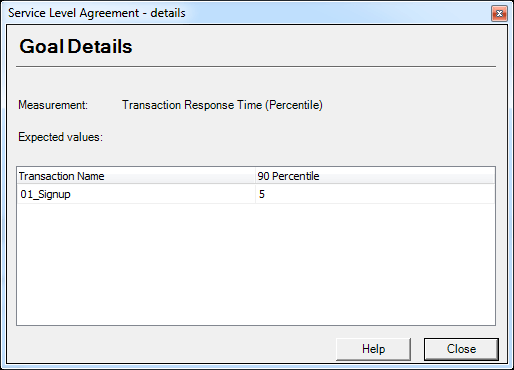 Service Level Agreement - details
Goal Details
Measurement: Transaction Response Time (Percentile)
Expected values:
Transaction Name 90 Percentile
01_Signup 5
Help Close